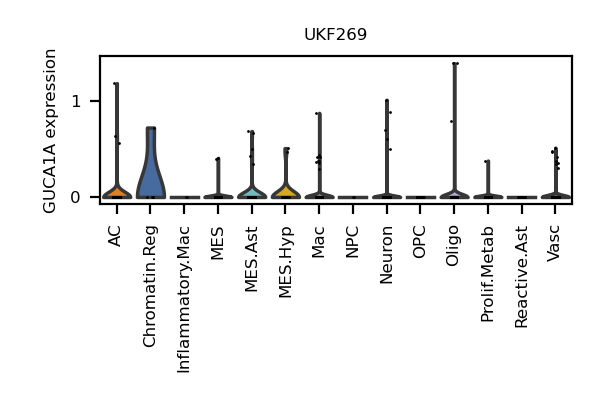 UKF269
GUCA1A expression
1
0
AC
Chromatin.Reg
Inflammatory.Mac
MES
MES.Ast
MES.Hyp
Mac
NPC
Neuron
OPC
Oligo
Prolif.Metab
Reactive.Ast
Vasc